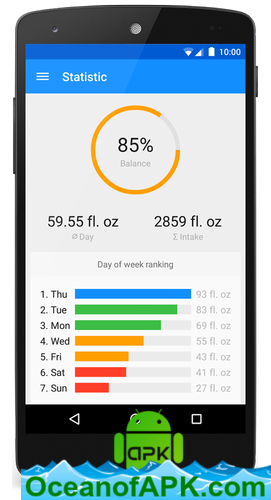 10:00
Statistic
85%
Balance
59.55 fl. oz
2859 fl. oz
Ø Day
Σ Intake
Day of week ranking
1. Thu 93 fl. oz
2. Tue 83 fl. oz
3. Mon 69 fl. oz
4. Wed 55 fl. oz
5. Fri 43 fl. oz
6. Sat 41 fl. oz
7. Sun 27 fl. oz
APK
OceanofAPK.com